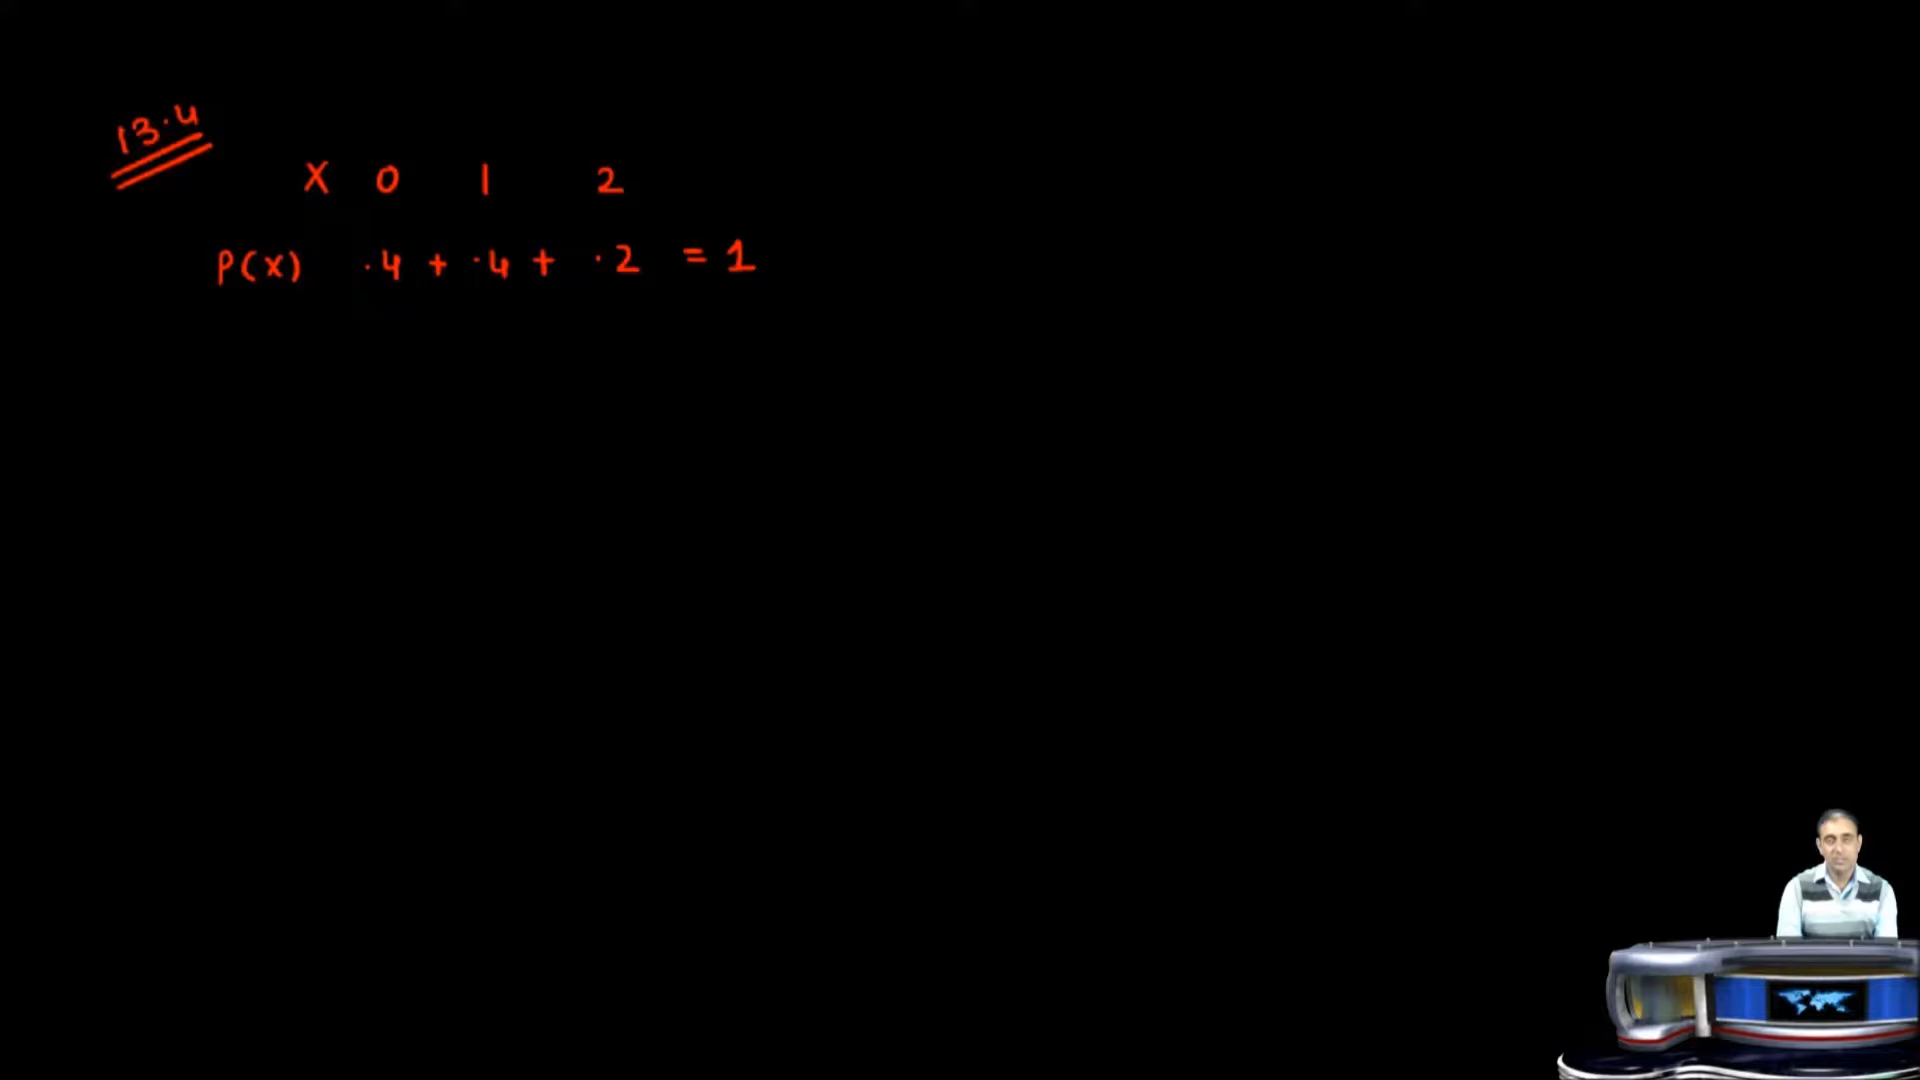 13.4
X 0 1 2
P(X) .4 + .4 + .2 = 1